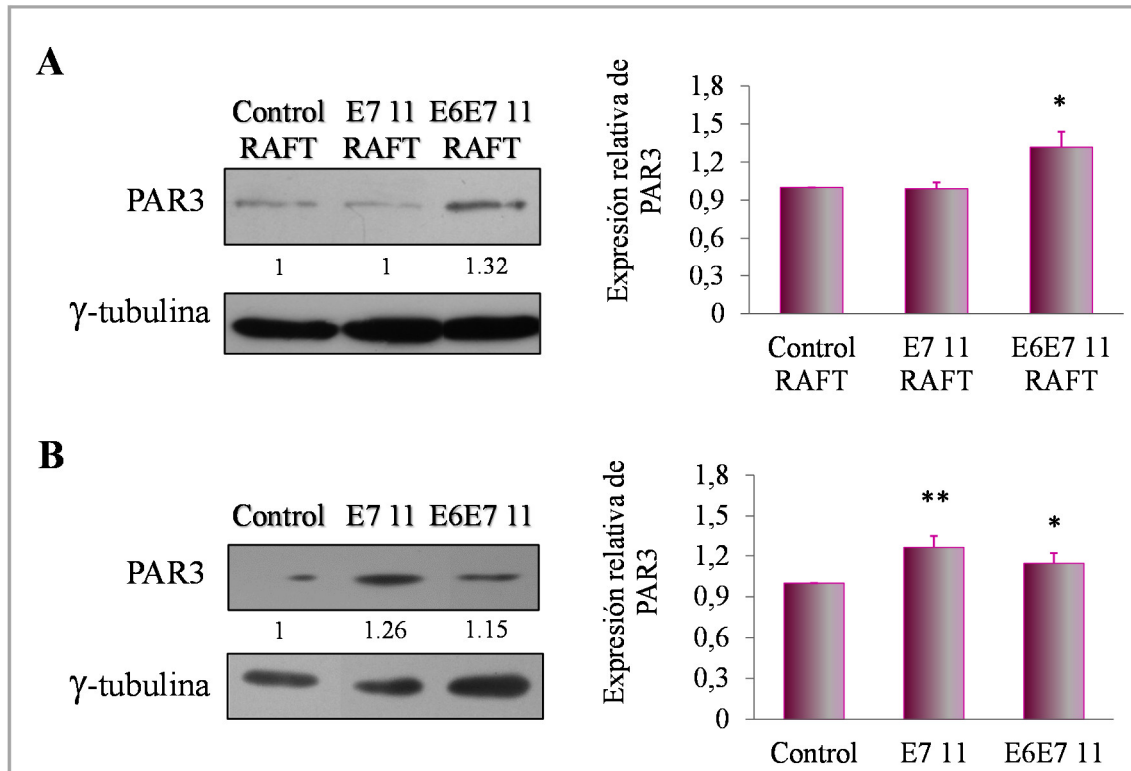 A
Control E7 11 E6E7 11
RAFT RAFT RAFT
PAR3
1 1 1.32
γ-tubulina
Expresión relativa de
PAR3
1,8
1,5
1,2
0,9
0,6
0,3
0
*
Control E7 11 E6E7 11
RAFT RAFT RAFT
B
Control E7 11 E6E7 11
PAR3
1 1.26 1.15
γ-tubulina
Expresión relativa de
PAR3
1,8
1,5
1,2
0,9
0,6
0,3
0
**
*
Control E7 11 E6E7 11